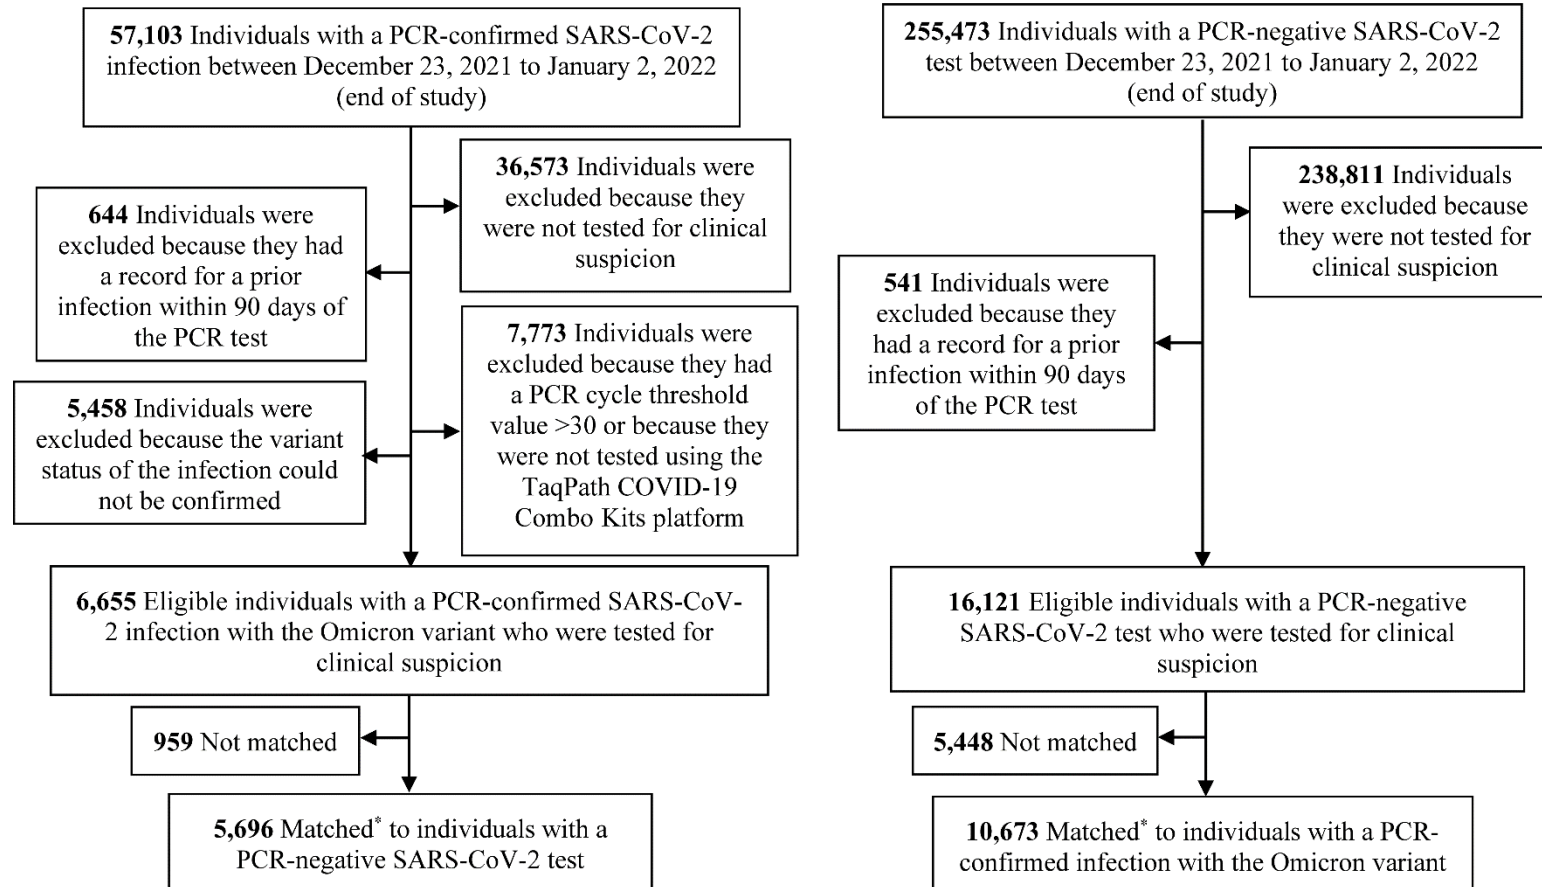 57,103 Individuals with a PCR-confirmed SARS-CoV-2
infection between December 23, 2021 to January 2, 2022
(end of study)
36,573 Individuals were
excluded because they
were not tested for clinical
suspicion
644 Individuals were
excluded because they had
a record for a prior
infection within 90 days of
the PCR test
7,773 Individuals were
excluded because they had
a PCR cycle threshold
value >30 or because they
were not tested using the
TaqPath COVID-19
Combo Kits platform
5,458 Individuals were
excluded because the variant
status of the infection could
not be confirmed
6,655 Eligible individuals with a PCR-confirmed SARS-CoV-
2 infection with the Omicron variant who were tested for
clinical suspicion
959 Not matched
5,696 Matched* to individuals with a
PCR-negative SARS-CoV-2 test
255,473 Individuals with a PCR-negative SARS-CoV-2
test between December 23, 2021 to January 2, 2022
(end of study)
238,811 Individuals
were excluded because
they were not tested for
clinical suspicion
541 Individuals were
excluded because they
had a record for a prior
infection within 90 days
of the PCR test
16,121 Eligible individuals with a PCR-negative
SARS-CoV-2 test who were tested for clinical
suspicion
5,448 Not matched
10,673 Matched* to individuals with a PCR-
confirmed infection with the Omicron variant